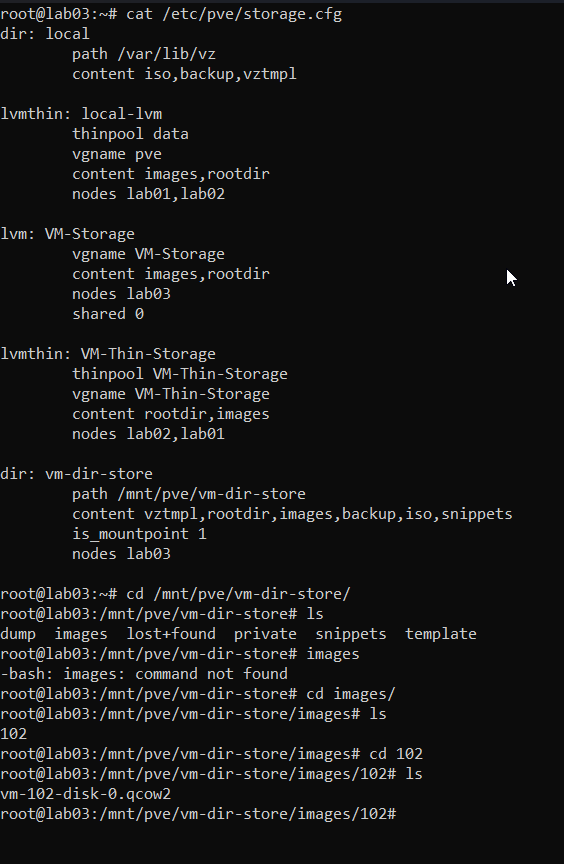 root@lab03:~# cat /etc/pve/storage.cfg
dir: local
        path /var/lib/vz
        content iso,backup,vztmpl

lvmthin: local-lvm
        thinpool data
        vgname pve
        content images,rootdir
        nodes lab01,lab02

lvm: VM-Storage
        vgname VM-Storage
        content images,rootdir
        nodes lab03
        shared 0

lvmthin: VM-Thin-Storage
        thinpool VM-Thin-Storage
        vgname VM-Thin-Storage
        content rootdir,images
        nodes lab02,lab01

dir: vm-dir-store
        path /mnt/pve/vm-dir-store
        content vztmpl,rootdir,images,backup,iso,snippets
        is_mountpoint 1
        nodes lab03

root@lab03:~# cd /mnt/pve/vm-dir-store/
root@lab03:/mnt/pve/vm-dir-store# ls
dump  images  lost+found  private  snippets  template
root@lab03:/mnt/pve/vm-dir-store# images
-bash: images: command not found
root@lab03:/mnt/pve/vm-dir-store# cd images/
root@lab03:/mnt/pve/vm-dir-store/images# ls
102
root@lab03:/mnt/pve/vm-dir-store/images# cd 102
root@lab03:/mnt/pve/vm-dir-store/images/102# ls
vm-102-disk-0.qcow2
root@lab03:/mnt/pve/vm-dir-store/images/102#